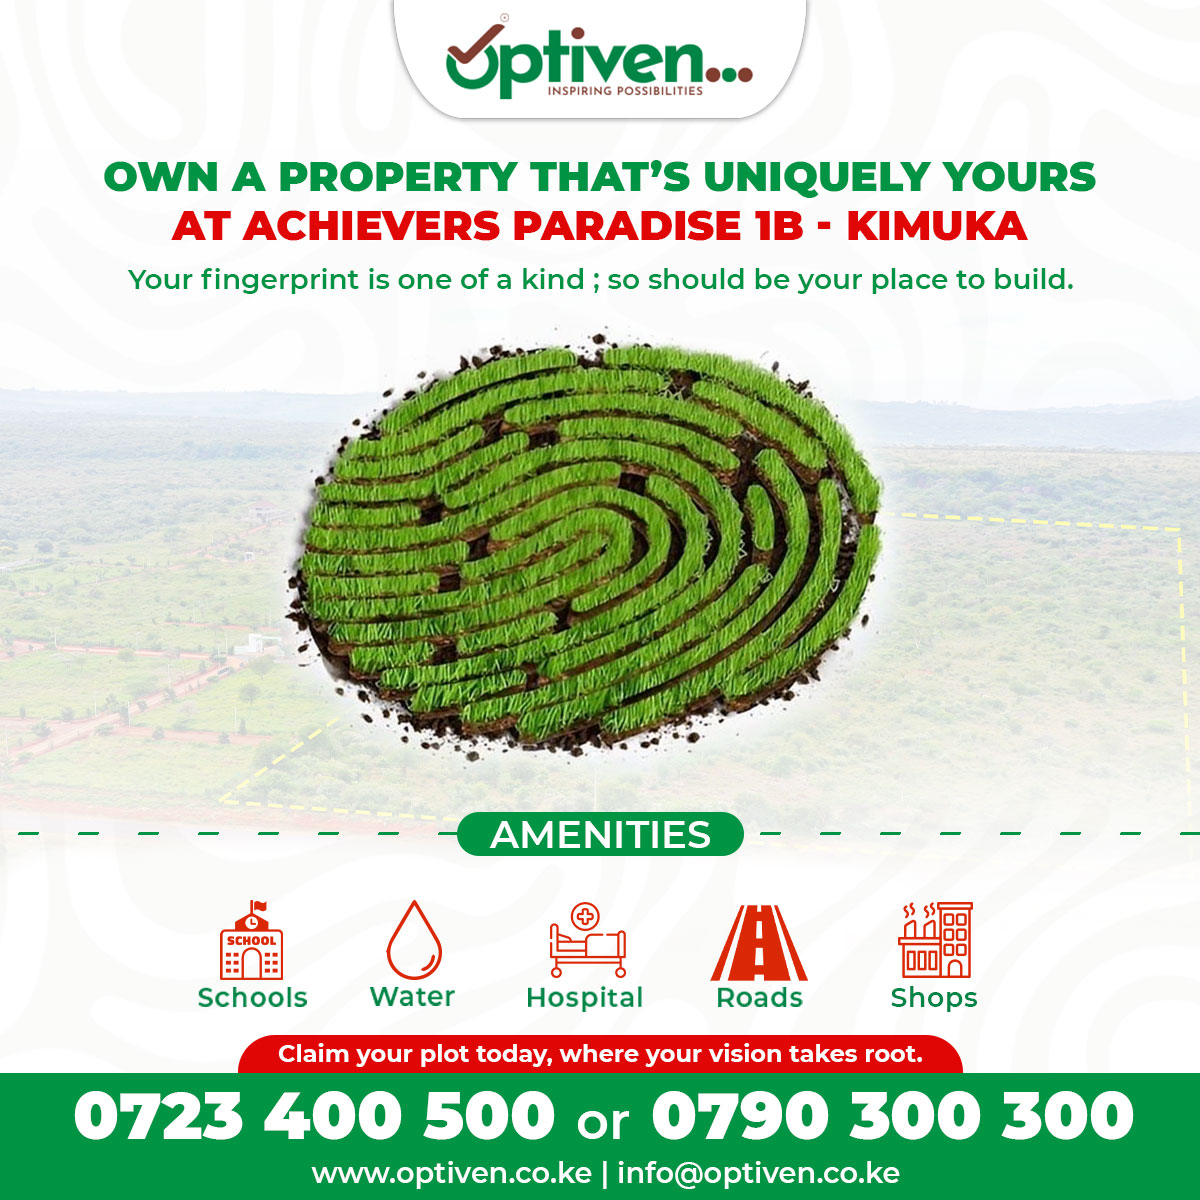 Optiven...
INSPIRING POSSIBILITIES
OWN A PROPERTY THAT'S UNIQUELY YOURS
AT ACHIEVERS PARADISE 1B - KIMUKA
Your fingerprint is one of a kind ; so should be your place to build.
AMENITIES
SCHOOL
Schools
Water
Hospital
Roads
Shops
Claim your plot today, where your vision takes root.
0723 400 500 or 0790 300 300
www.optiven.co.ke | info@optiven.co.ke